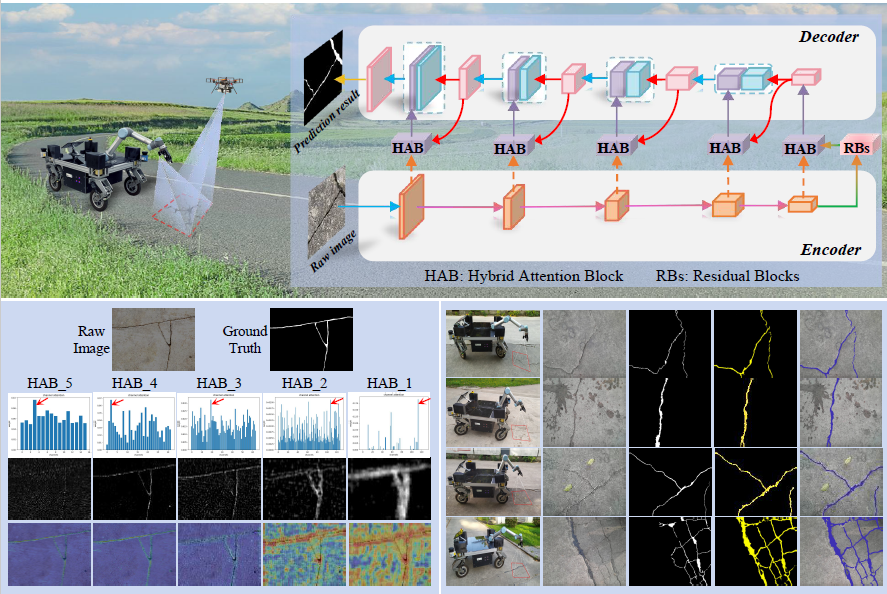 Decoder
Prediction result
HAB
HAB
HAB
HAB
HAB
RBs
Raw image
Encoder
HAB: Hybrid Attention Block
RBs: Residual Blocks
Raw
Image
Ground
Truth
HAB_5
HAB_4
HAB_3
HAB_2
HAB_1